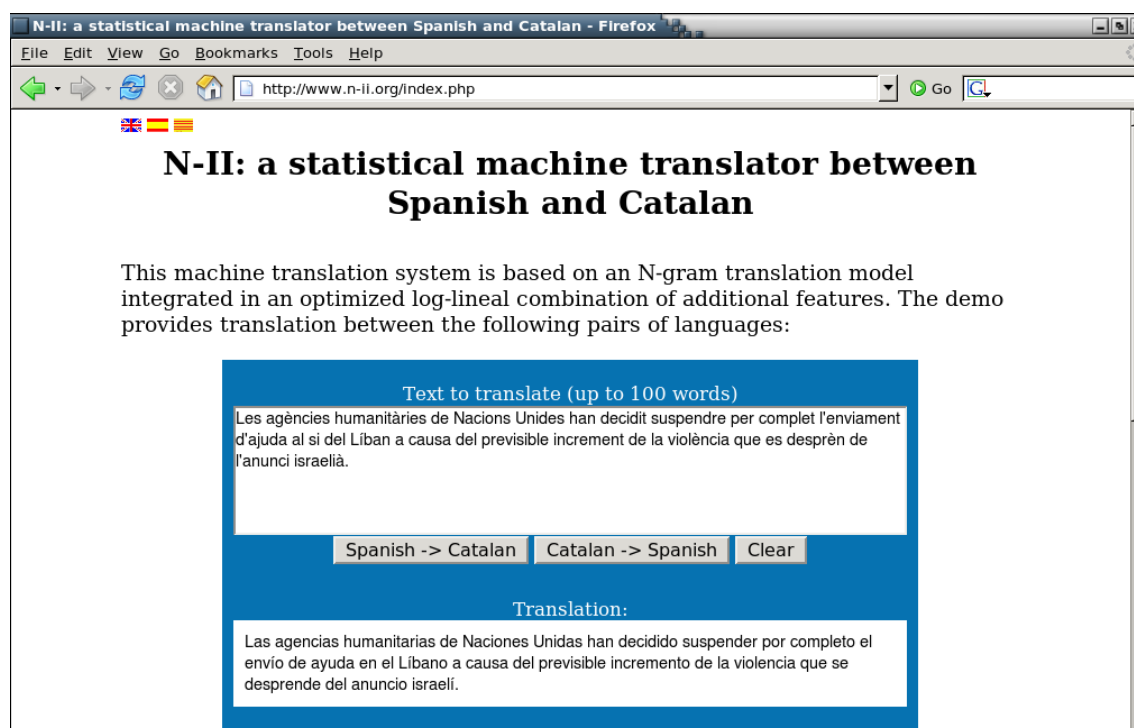 N-II: a statistical machine translator between Spanish and Catalan - Firefox
File Edit View Go Bookmarks Tools Help
http://www.n-ii.org/index.php Go G
N-II: a statistical machine translator between
Spanish and Catalan
This machine translation system is based on an N-gram translation model
integrated in an optimized log-lineal combination of additional features. The demo
provides translation between the following pairs of languages:
Text to translate (up to 100 words)
Les agències humanitàries de Nacions Unides han decidit suspendre per complet l'enviament
d'ajuda al si del Líban a causa del previsible increment de la violència que es desprèn de
l'anunci israelià.
Spanish -> Catalan Catalan -> Spanish Clear
Translation:
Las agencias humanitarias de Naciones Unidas han decidido suspender por completo el
envío de ayuda en el Líbano a causa del previsible incremento de la violencia que se
desprende del anuncio israelí.